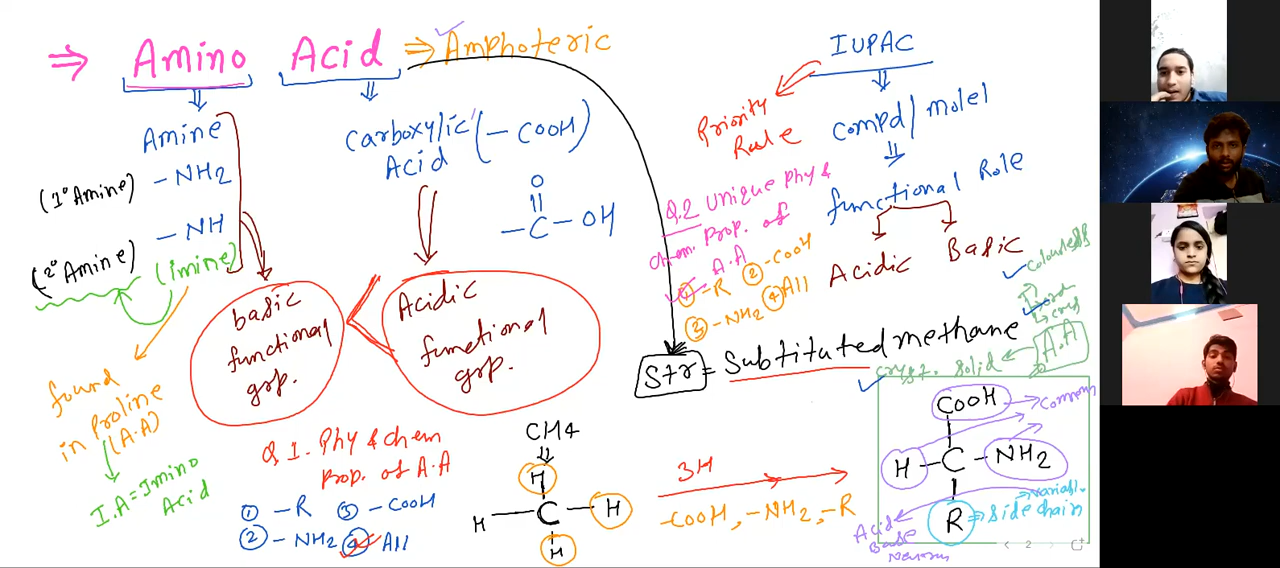 ⇒ Amino Acid ⇒ Amphoteric
Amine
-NH2
(1° Amine)
-NH
(2° Amine)
(imine)
found
in Proline
(A.A)
I.A = Imino
Acid
basic
functional
grp.
Carboxylic (-COOH)
Acid
O
-C-OH
Acidic
functional
grp.
Q1. Phy & chem
Prop. of A.A
① -R ③ -COOH
② -NH2 ④ All
CH4
H
H C H
H
3H
-COOH, -NH2, -R
IUPAC
Priority
Rule
Compd/molel
functional Role
Acidic Basic
Q.2 Unique Phy &
chem. Prop. of
A.A
① -R ② -COOH
③ -NH2 ④ All
Str = Substituted methane
Colourless
A.A
cryst. solid
COOH
Common
H-C-NH2
variabl.
R = Side chain
Acid
Base
2